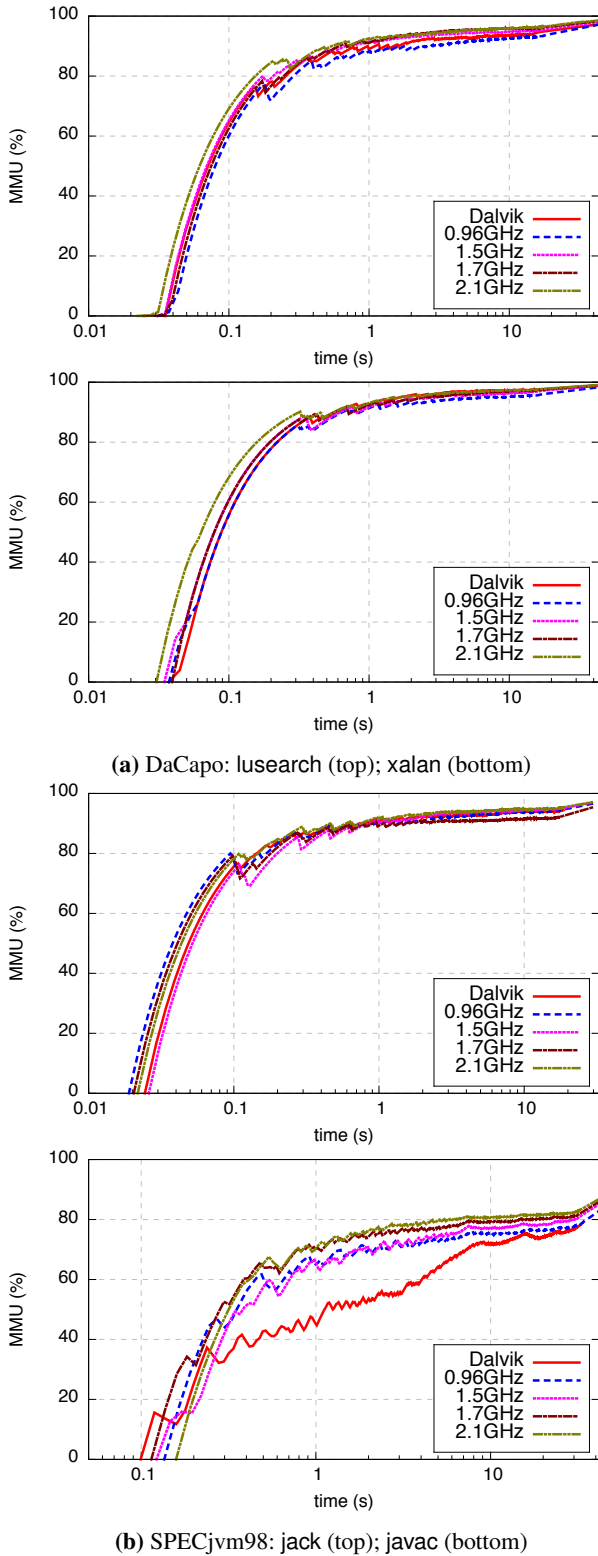 100
80
60
40
20
0
MMU (%)
Dalvik
0.96GHz
1.5GHz
1.7GHz
2.1GHz
0.01 0.1 1 10
time (s)
100
80
60
40
20
0
MMU (%)
Dalvik
0.96GHz
1.5GHz
1.7GHz
2.1GHz
0.01 0.1 1 10
time (s)
(a) DaCapo: lusearch (top); xalan (bottom)
100
80
60
40
20
0
MMU (%)
Dalvik
0.96GHz
1.5GHz
1.7GHz
2.1GHz
0.01 0.1 1 10
time (s)
100
80
60
40
20
0
MMU (%)
Dalvik
0.96GHz
1.5GHz
1.7GHz
2.1GHz
0.1 1 10
time (s)
(b) SPECjvm98: jack (top); javac (bottom)